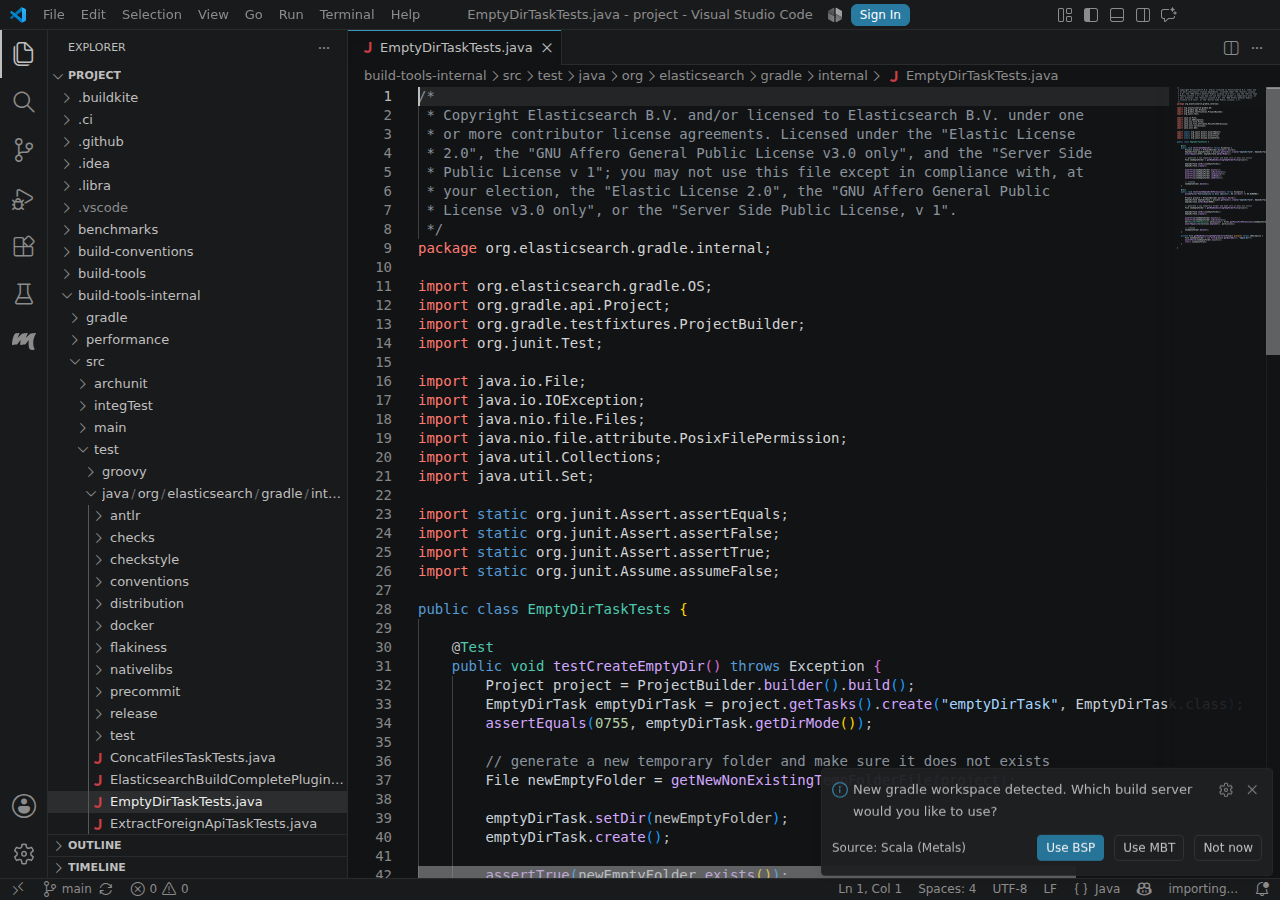 File Edit Selection View Go Run Terminal Help EmptyDirTaskTests.java - project - Visual Studio Code Sign In
EXPLORER
PROJECT
.buildkite
.ci
.github
.idea
.libra
.vscode
benchmarks
build-conventions
build-tools
build-tools-internal
gradle
performance
src
archunit
integTest
main
test
groovy
java/org/elasticsearch/gradle/int...
antlr
checks
checkstyle
conventions
distribution
docker
flakiness
nativelibs
precommit
release
test
ConcatFilesTaskTests.java
ElasticsearchBuildCompletePlugin...
EmptyDirTaskTests.java
ExtractForeignApiTaskTests.java
OUTLINE
TIMELINE
EmptyDirTaskTests.java
build-tools-internal > src > test > java > org > elasticsearch > gradle > internal > EmptyDirTaskTests.java
1 /*
2 * Copyright Elasticsearch B.V. and/or licensed to Elasticsearch B.V. under one
3 * or more contributor license agreements. Licensed under the "Elastic License
4 * 2.0", the "GNU Affero General Public License v3.0 only", and the "Server Side
5 * Public License v 1"; you may not use this file except in compliance with, at
6 * your election, the "Elastic License 2.0", the "GNU Affero General Public
7 * License v3.0 only", or the "Server Side Public License, v 1".
8 */
9 package org.elasticsearch.gradle.internal;
10
11 import org.elasticsearch.gradle.OS;
12 import org.gradle.api.Project;
13 import org.gradle.testfixtures.ProjectBuilder;
14 import org.junit.Test;
15
16 import java.io.File;
17 import java.io.IOException;
18 import java.nio.file.Files;
19 import java.nio.file.attribute.PosixFilePermission;
20 import java.util.Collections;
21 import java.util.Set;
22
23 import static org.junit.Assert.assertEquals;
24 import static org.junit.Assert.assertFalse;
25 import static org.junit.Assert.assertTrue;
26 import static org.junit.Assume.assumeFalse;
27
28 public class EmptyDirTaskTests {
29
30 @Test
31 public void testCreateEmptyDir() throws Exception {
32 Project project = ProjectBuilder.builder().build();
33 EmptyDirTask emptyDirTask = project.getTasks().create("emptyDirTask", EmptyDirTask.class);
34 assertEquals(0755, emptyDirTask.getDirMode());
35
36 // generate a new temporary folder and make sure it does not exists
37 File newEmptyFolder = getNewNonExistingTempFolderFile(project);
38
39 emptyDirTask.setDir(newEmptyFolder);
40 emptyDirTask.create();
41
42 assertTrue(newEmptyFolder.exists());
New gradle workspace detected. Which build server
would you like to use?
Source: Scala (Metals) Use BSP Use MBT Not now
main 0 0 Ln 1, Col 1 Spaces: 4 UTF-8 LF { } Java importing...